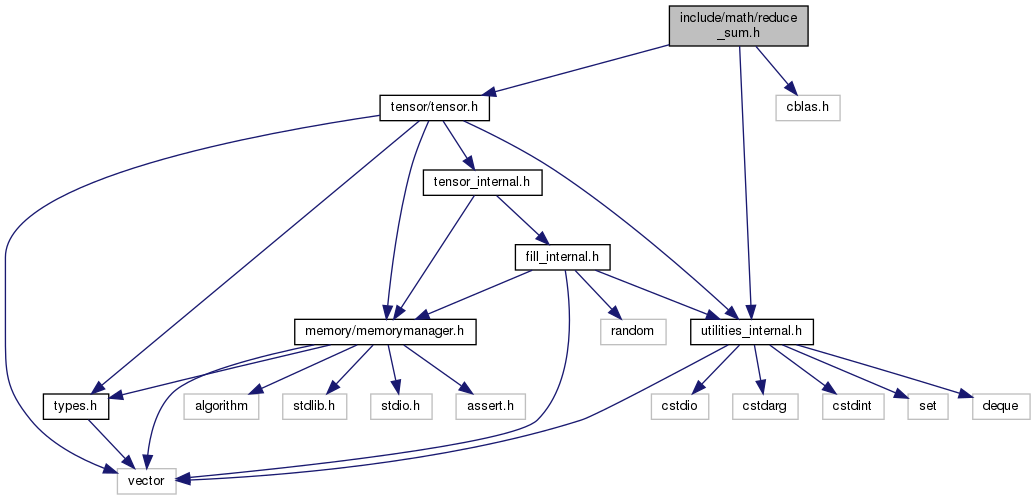 include/math/reduce
_sum.h
tensor/tensor.h
cblas.h
tensor_internal.h
fill_internal.h
memory/memorymanager.h
random
utilities_internal.h
types.h
algorithm
stdlib.h
stdio.h
assert.h
cstdio
cstdarg
cstdint
set
deque
vector